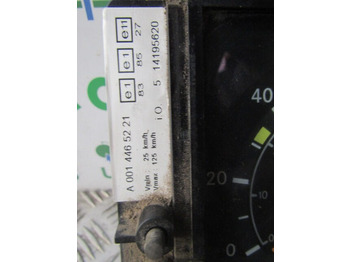 A 001 446 52 21
e1 e1 e11
83 85 27
Vmin : 25 km/h.
Vmax 125 km/h
i O. 5 14195620
40
20
10
0
0